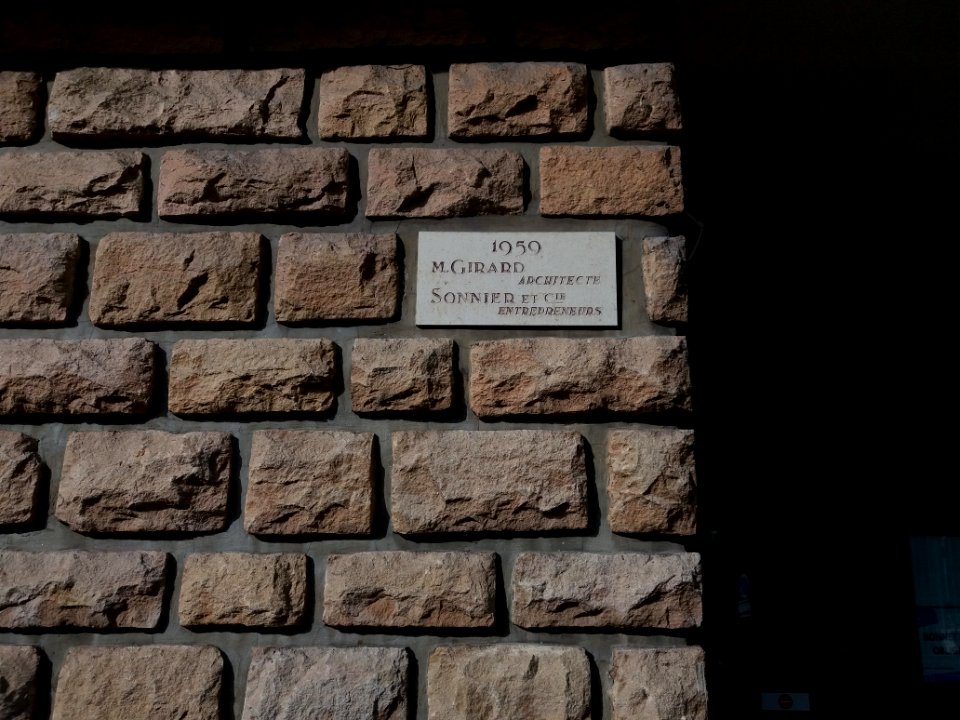 1959
M. GIRARD
ARCHITECTE
SONNIER ET CIE
ENTREPRENEURS